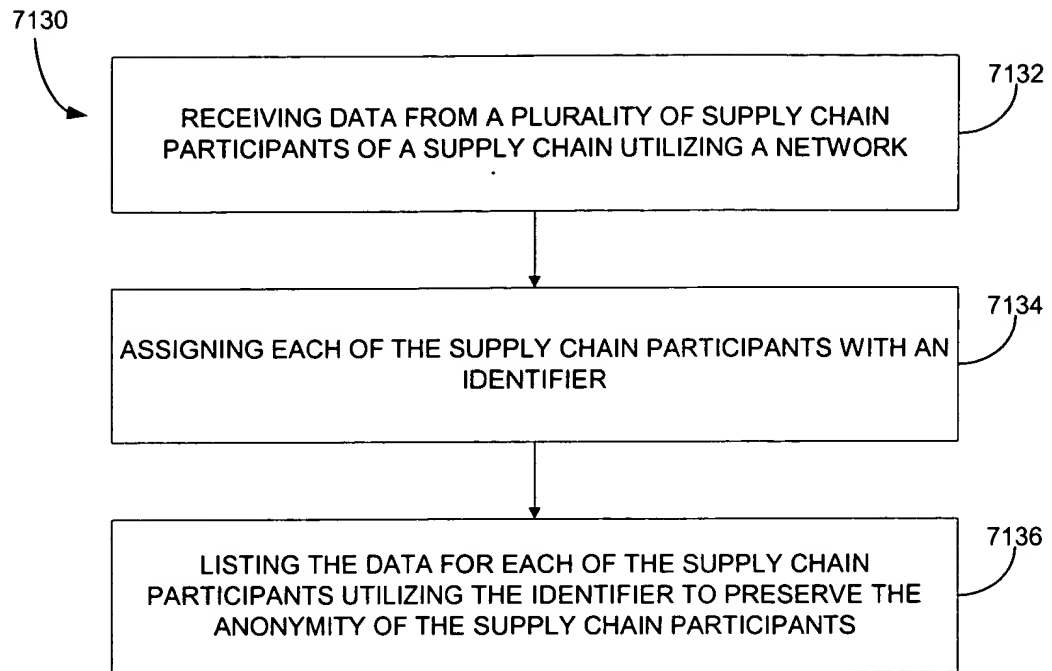 7130
7132
RECEIVING DATA FROM A PLURALITY OF SUPPLY CHAIN
PARTICIPANTS OF A SUPPLY CHAIN UTILIZING A NETWORK
7134
ASSIGNING EACH OF THE SUPPLY CHAIN PARTICIPANTS WITH AN
IDENTIFIER
7136
LISTING THE DATA FOR EACH OF THE SUPPLY CHAIN
PARTICIPANTS UTILIZING THE IDENTIFIER TO PRESERVE THE
ANONYMITY OF THE SUPPLY CHAIN PARTICIPANTS